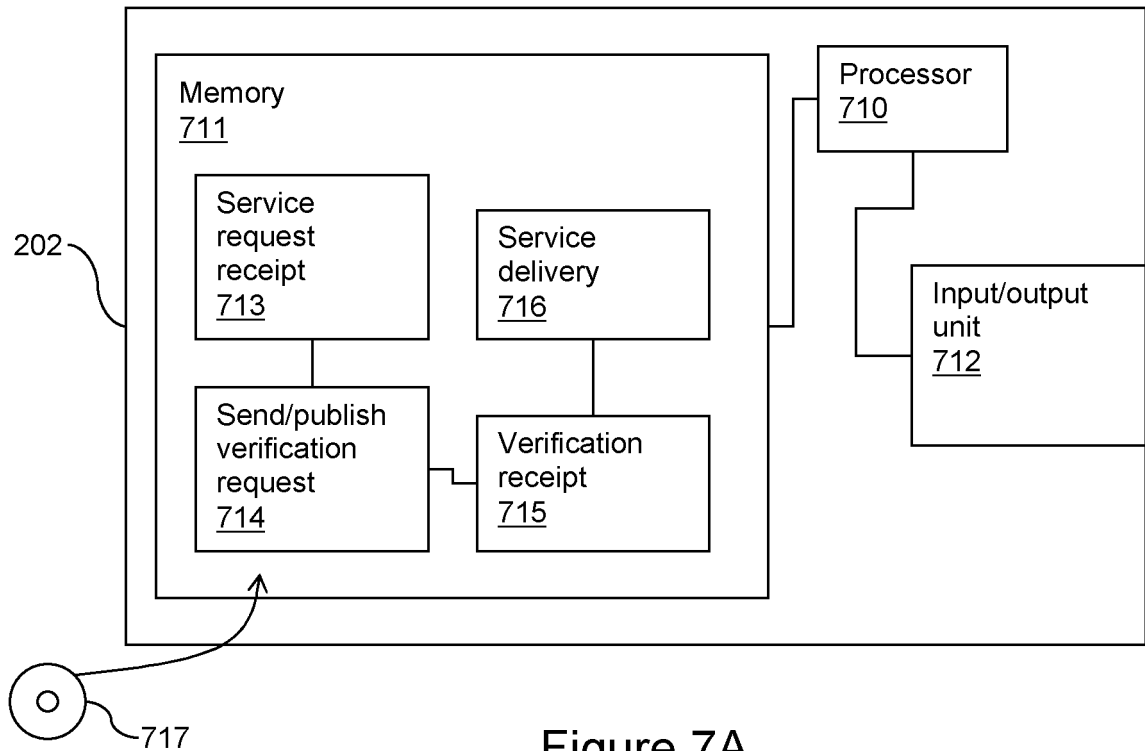 Memory
711
Processor
710
Service
request
receipt
713
Service
delivery
716
202
Input/output
unit
712
Send/publish
verification
request
714
Verification
receipt
715
717
Figure 7A